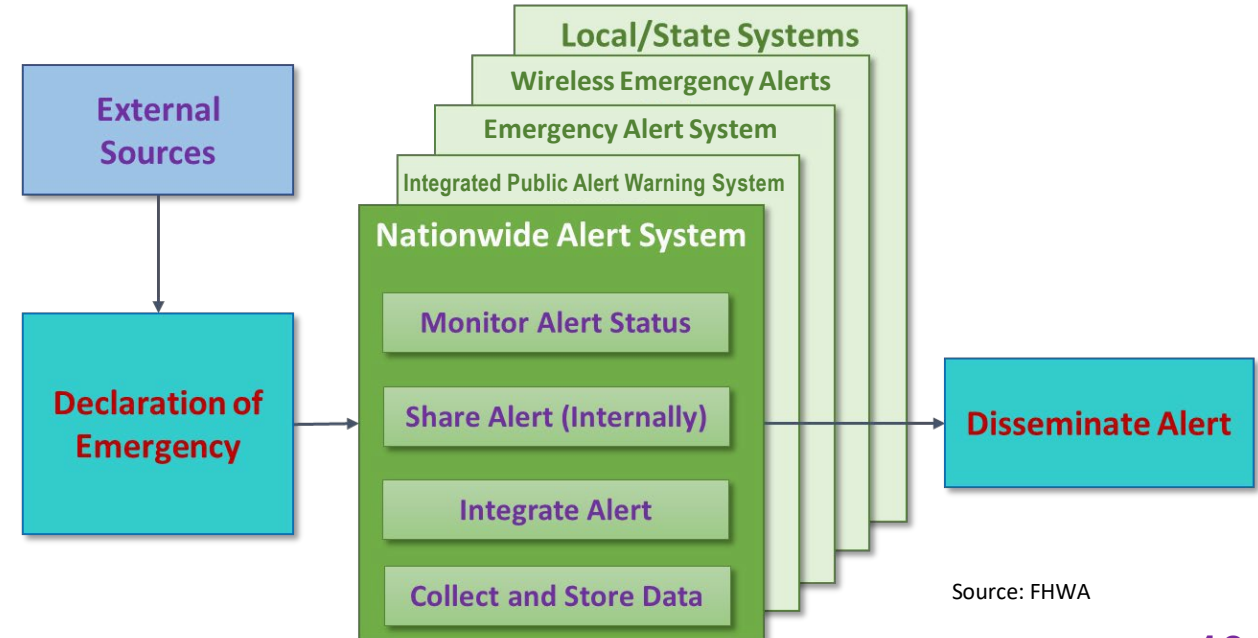 Local/State Systems
Wireless Emergency Alerts
Emergency Alert System
Integrated Public Alert Warning System
Nationwide Alert System
External
Sources
Monitor Alert Status
Declaration of
Emergency
Share Alert (Internally)
Integrate Alert
Collect and Store Data
Disseminate Alert
Source: FHWA